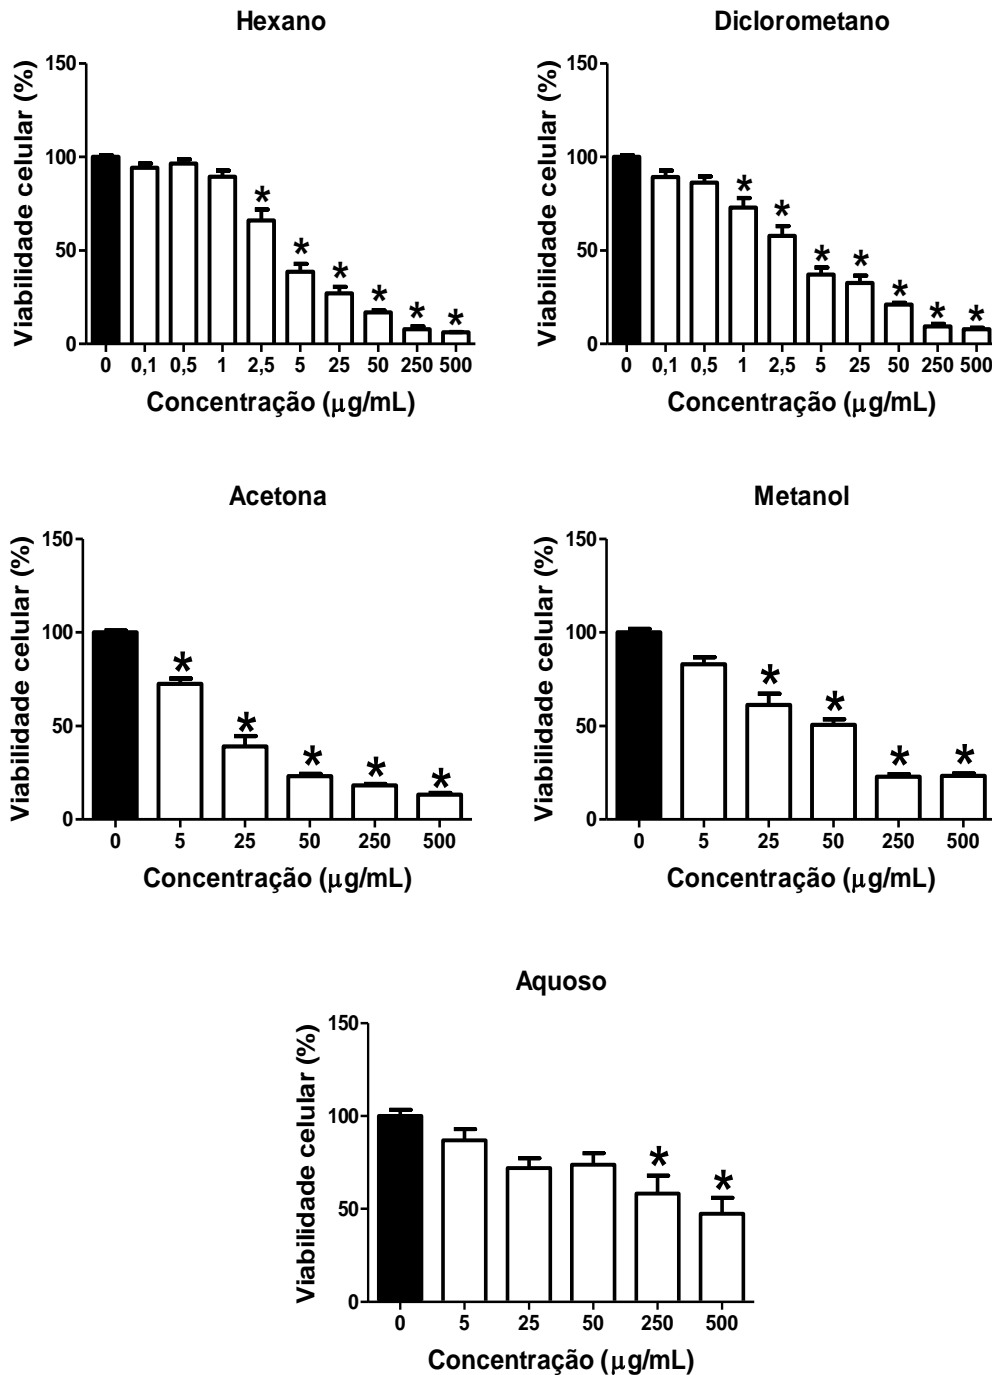 Hexano
Viabilidade celular (%)
150
100
50
0
* * * * * *
0 0,1 0,5 1 2,5 5 25 50 250 500
Concentração (μg/mL)
Diclorometano
Viabilidade celular (%)
150
100
50
0
* * * * * * *
0 0,1 0,5 1 2,5 5 25 50 250 500
Concentração (μg/mL)
Acetona
Viabilidade celular (%)
150
100
50
0
* * * * *
0 5 25 50 250 500
Concentração (μg/mL)
Metanol
Viabilidade celular (%)
150
100
50
0
* * * *
0 5 25 50 250 500
Concentração (μg/mL)
Aquoso
Viabilidade celular (%)
150
100
50
0
* *
0 5 25 50 250 500
Concentração (μg/mL)